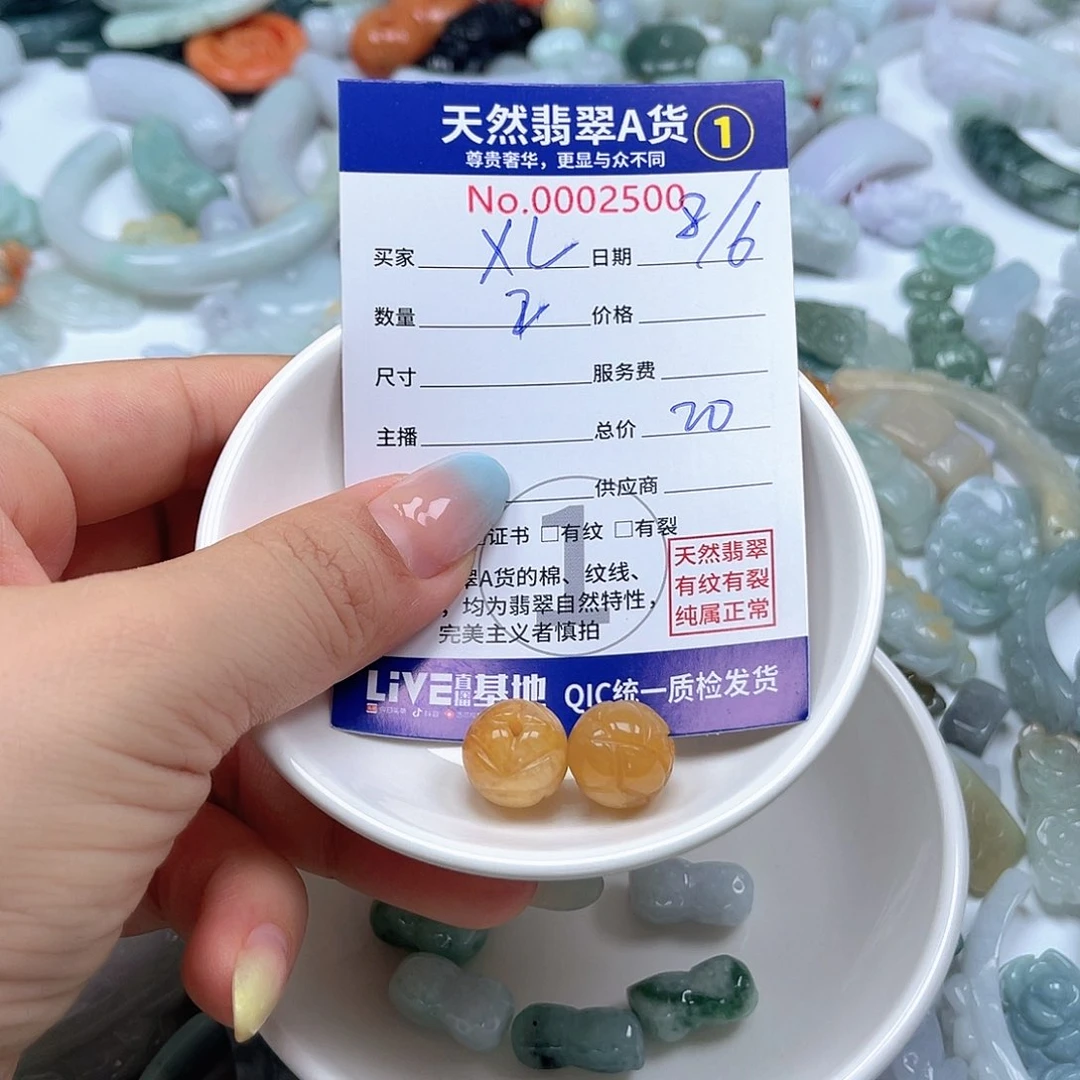 天然翡翠A货 1
尊贵奢华，更显与众不同
No.0002500
买家 XL 日期 8/6
数量 2 价格
尺寸 服务费
主播 总价 20
供应商
证书 □有纹 □有裂
翠A货的棉、纹线、
，均为翡翠自然特性，
完美主义者慎拍
1
天然翡翠
有纹有裂
纯属正常
LiVE直播基地 QIC统一质检发货